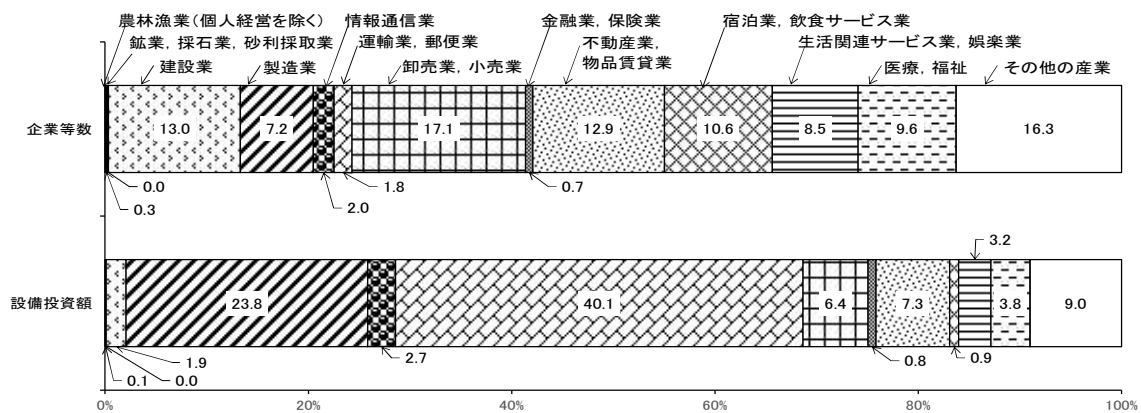 農林漁業（個人経営を除く）
情報通信業
金融業，保険業
宿泊業，飲食サービス業
鉱業，採石業，砂利採取業
運輸業，郵便業
不動産業，
物品賃貸業
生活関連サービス業，娯楽業
建設業
製造業
卸売業，小売業
医療，福祉
その他の産業
企業等数
13.0
7.2
17.1
12.9
10.6
8.5
9.6
16.3
0.0
0.3
2.0
1.8
0.7
3.2
設備投資額
23.8
40.1
6.4
7.3
3.8
9.0
1.9
0.1
0.0
2.7
0.8
0.9
0%
20%
40%
60%
80%
100%